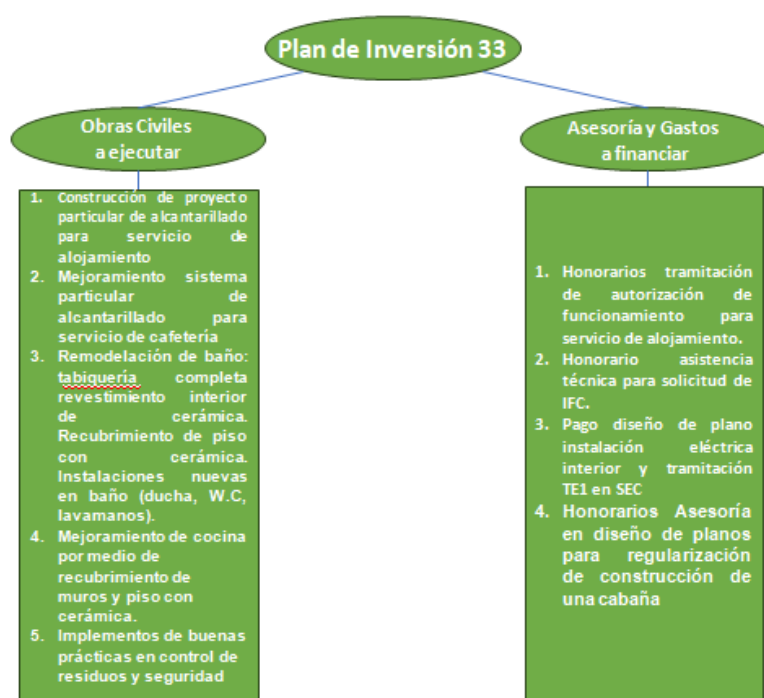 Plan de Inversión 33
Obras Civiles
a ejecutar
1. Construcción de proyecto
particular de alcantarillado
para servicio de
alojamiento
2. Mejoramiento sistema
particular de
alcantarillado para
servicio de cafetería
3. Remodelación de baño:
tabiquería completa
revestimiento interior
de cerámica.
Recubrimiento de piso
con cerámica.
Instalaciones nuevas
en baño (ducha, W.C,
lavamanos).
4. Mejoramiento de cocina
por medio de
recubrimiento de
muros y piso con
cerámica.
5. Implementos de buenas
prácticas en control de
residuos y seguridad
Asesoría y Gastos
a financiar
1. Honorarios tramitación
de autorización de
funcionamiento para
servicio de alojamiento.
2. Honorario asistencia
técnica para solicitud de
IFC.
3. Pago diseño de plano
instalación eléctrica
interior y tramitación
TE1 en SEC
4. Honorarios Asesoría
en diseño de planos
para regularización
de construcción de
una cabaña